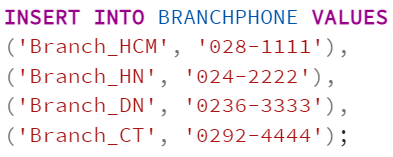 INSERT INTO BRANCHPHONE VALUES
('Branch_HCM', '028-1111'),
('Branch_HN', '024-2222'),
('Branch_DN', '0236-3333'),
('Branch_CT', '0292-4444');